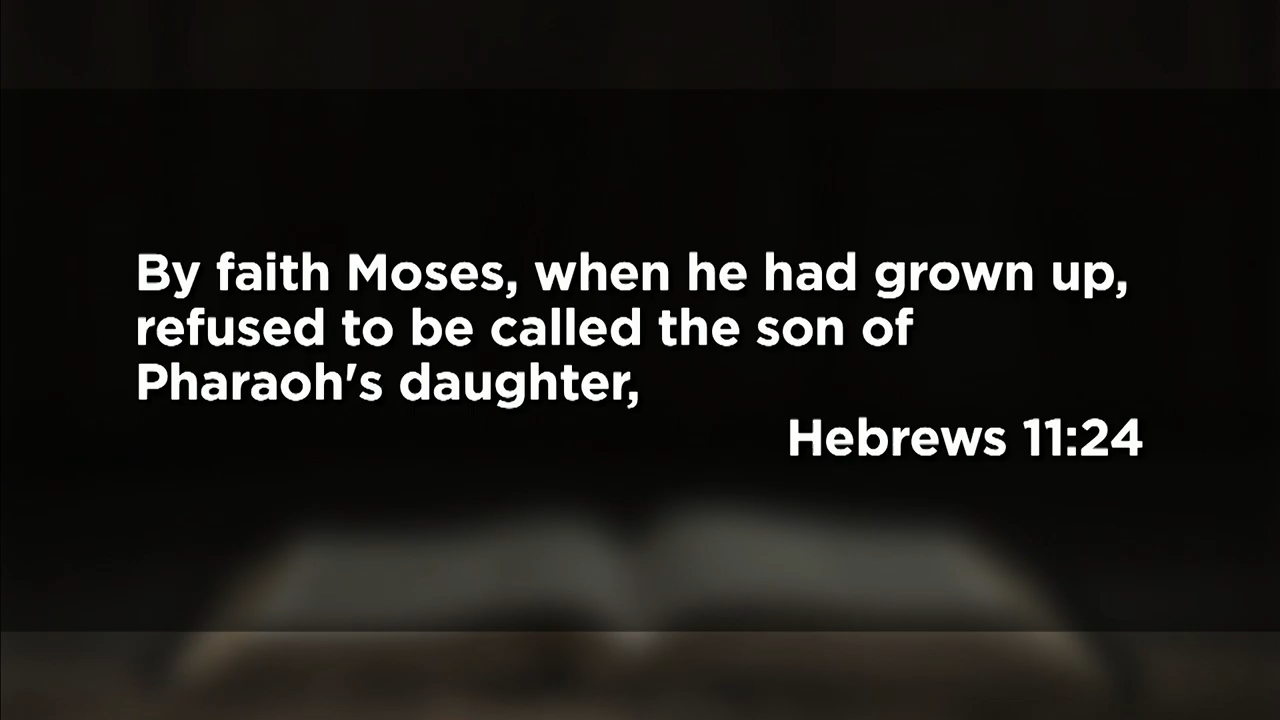 By faith Moses, when he had grown up,
refused to be called the son of
Pharaoh's daughter,
Hebrews 11:24